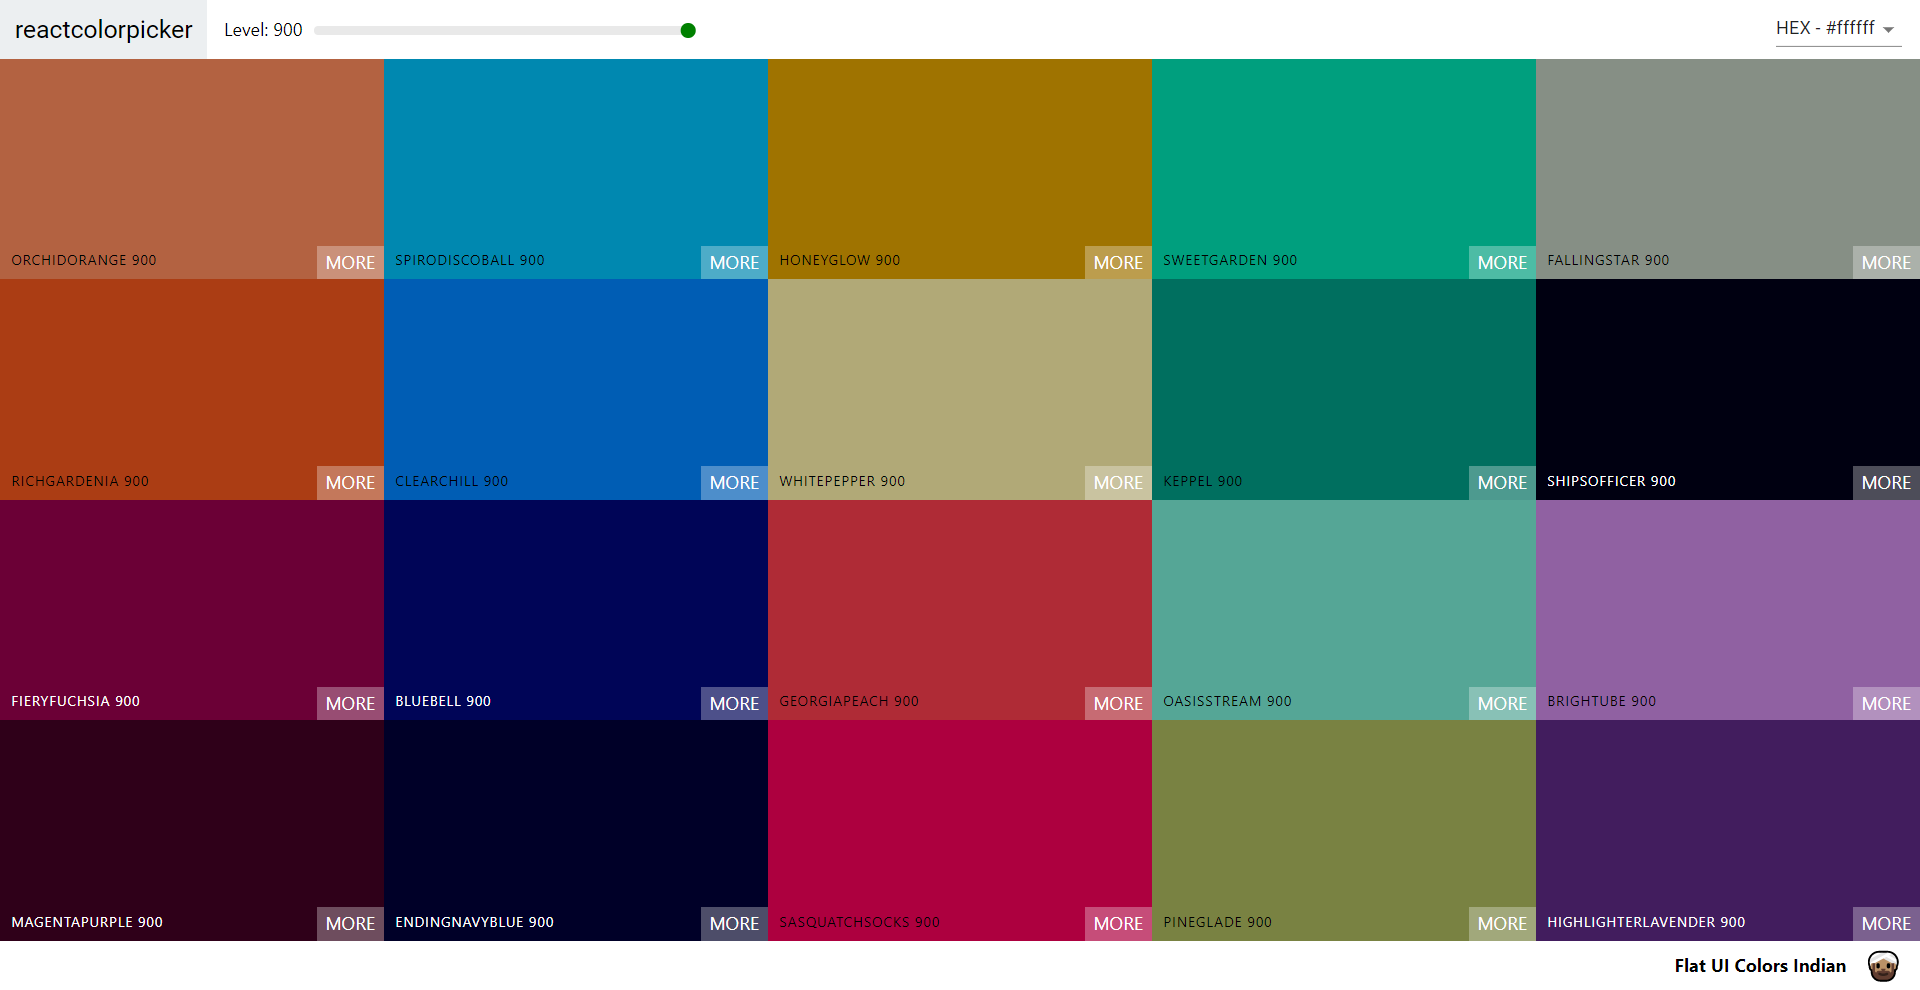 reactcolorpicker
Level: 900
HEX - #ffffff
ORCHIDORANGE 900
MORE
SPIRODISCOBALL 900
MORE
HONEYGLOW 900
MORE
SWEETGARDEN 900
MORE
FALLINGSTAR 900
MORE
RICHGARDENIA 900
MORE
CLEARCHILL 900
MORE
WHITEPEPPER 900
MORE
KEPPEL 900
MORE
SHIPSOFFICER 900
MORE
FIERYFUCHSIA 900
MORE
BLUEBELL 900
MORE
GEORGIAPEACH 900
MORE
OASISSTREAM 900
MORE
BRIGHTUBE 900
MORE
MAGENTAPURPLE 900
MORE
ENDINGNAVYBLUE 900
MORE
SASQUATCHSOCKS 900
MORE
PINEGLADE 900
MORE
HIGHLIGHTERLAVENDER 900
MORE
Flat UI Colors Indian